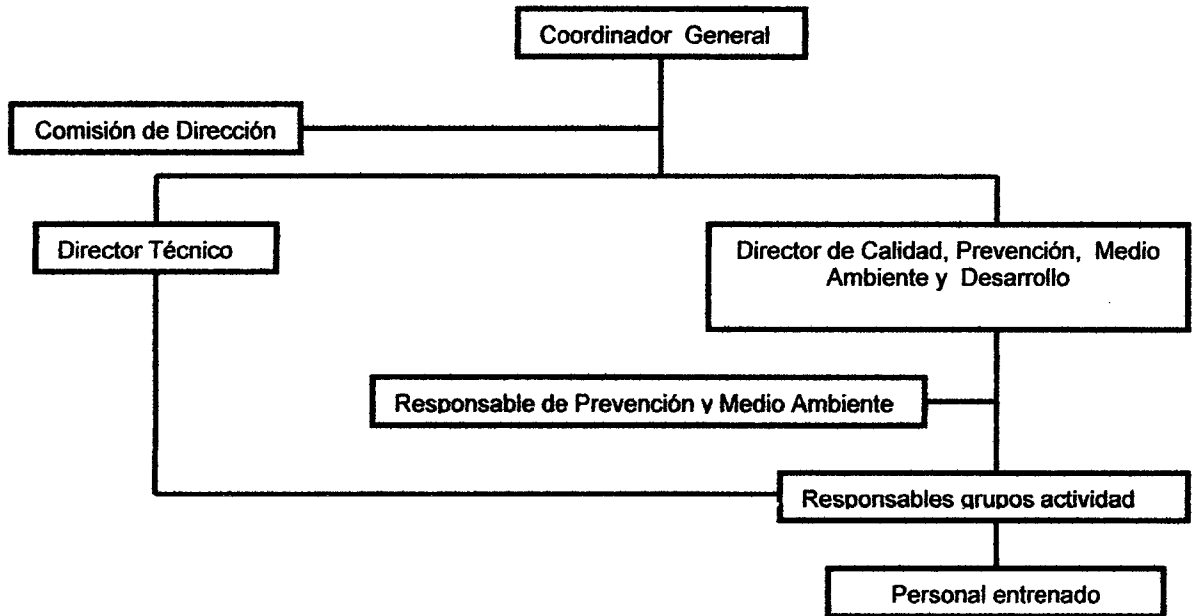 Coordinador General
Comisión de Dirección
Director Técnico
Director de Calidad, Prevención, Medio
Ambiente y Desarrollo
Responsable de Prevención y Medio Ambiente
Responsables grupos actividad
Personal entrenado